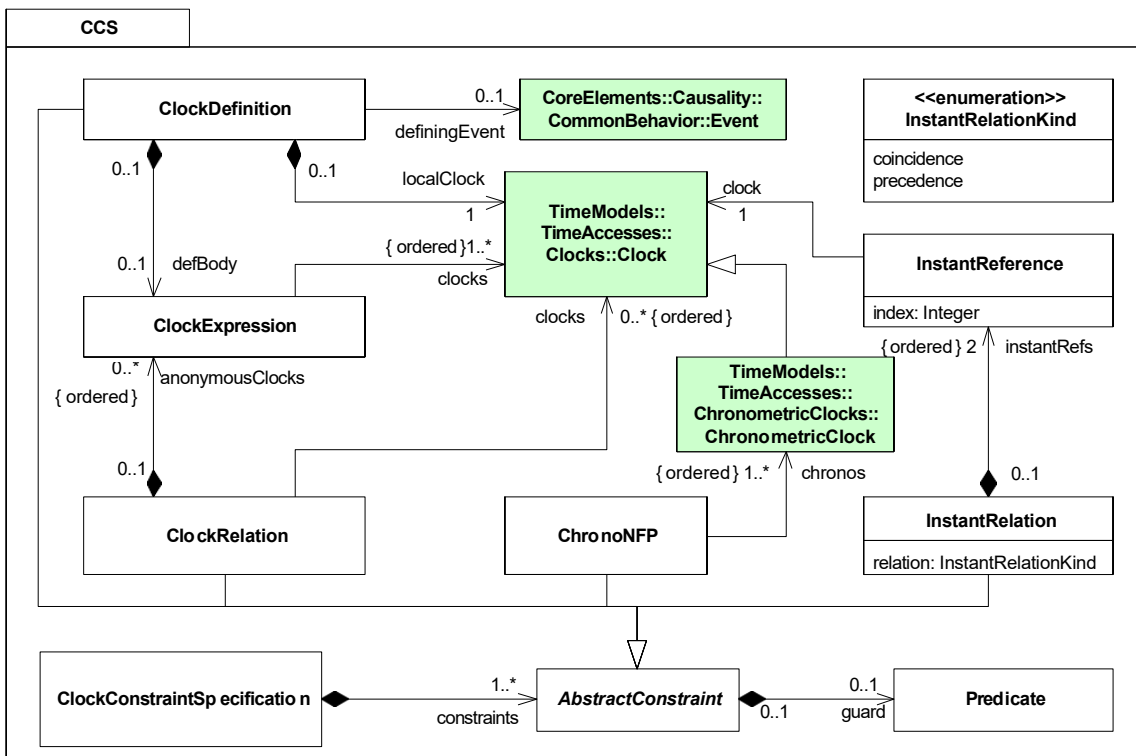 CCS
ClockDefinition
0..1
definingEvent
CoreElements::Causality::
CommonBehavior::Event
<<enumeration>>
InstantRelationKind
coincidence
precedence
0..1
0..1
localClock
1
TimeModels::
TimeAccesses::
Clocks::Clock
clock
1
{ ordered }1..*
clocks
0..1
defBody
InstantReference
index: Integer
ClockExpression
clocks
0..* { ordered }
{ ordered } 2
instantRefs
0..*
anonymousClocks
{ ordered }
TimeModels::
TimeAccesses::
ChronometricClocks::
ChronometricClock
0..1
{ ordered } 1..*
chronos
0..1
ClockRelation
ChronoNFP
InstantRelation
relation: InstantRelationKind
ClockConstraintSp ecificatio n
1..*
constraints
AbstractConstraint
0..1
0..1
guard
Predicate